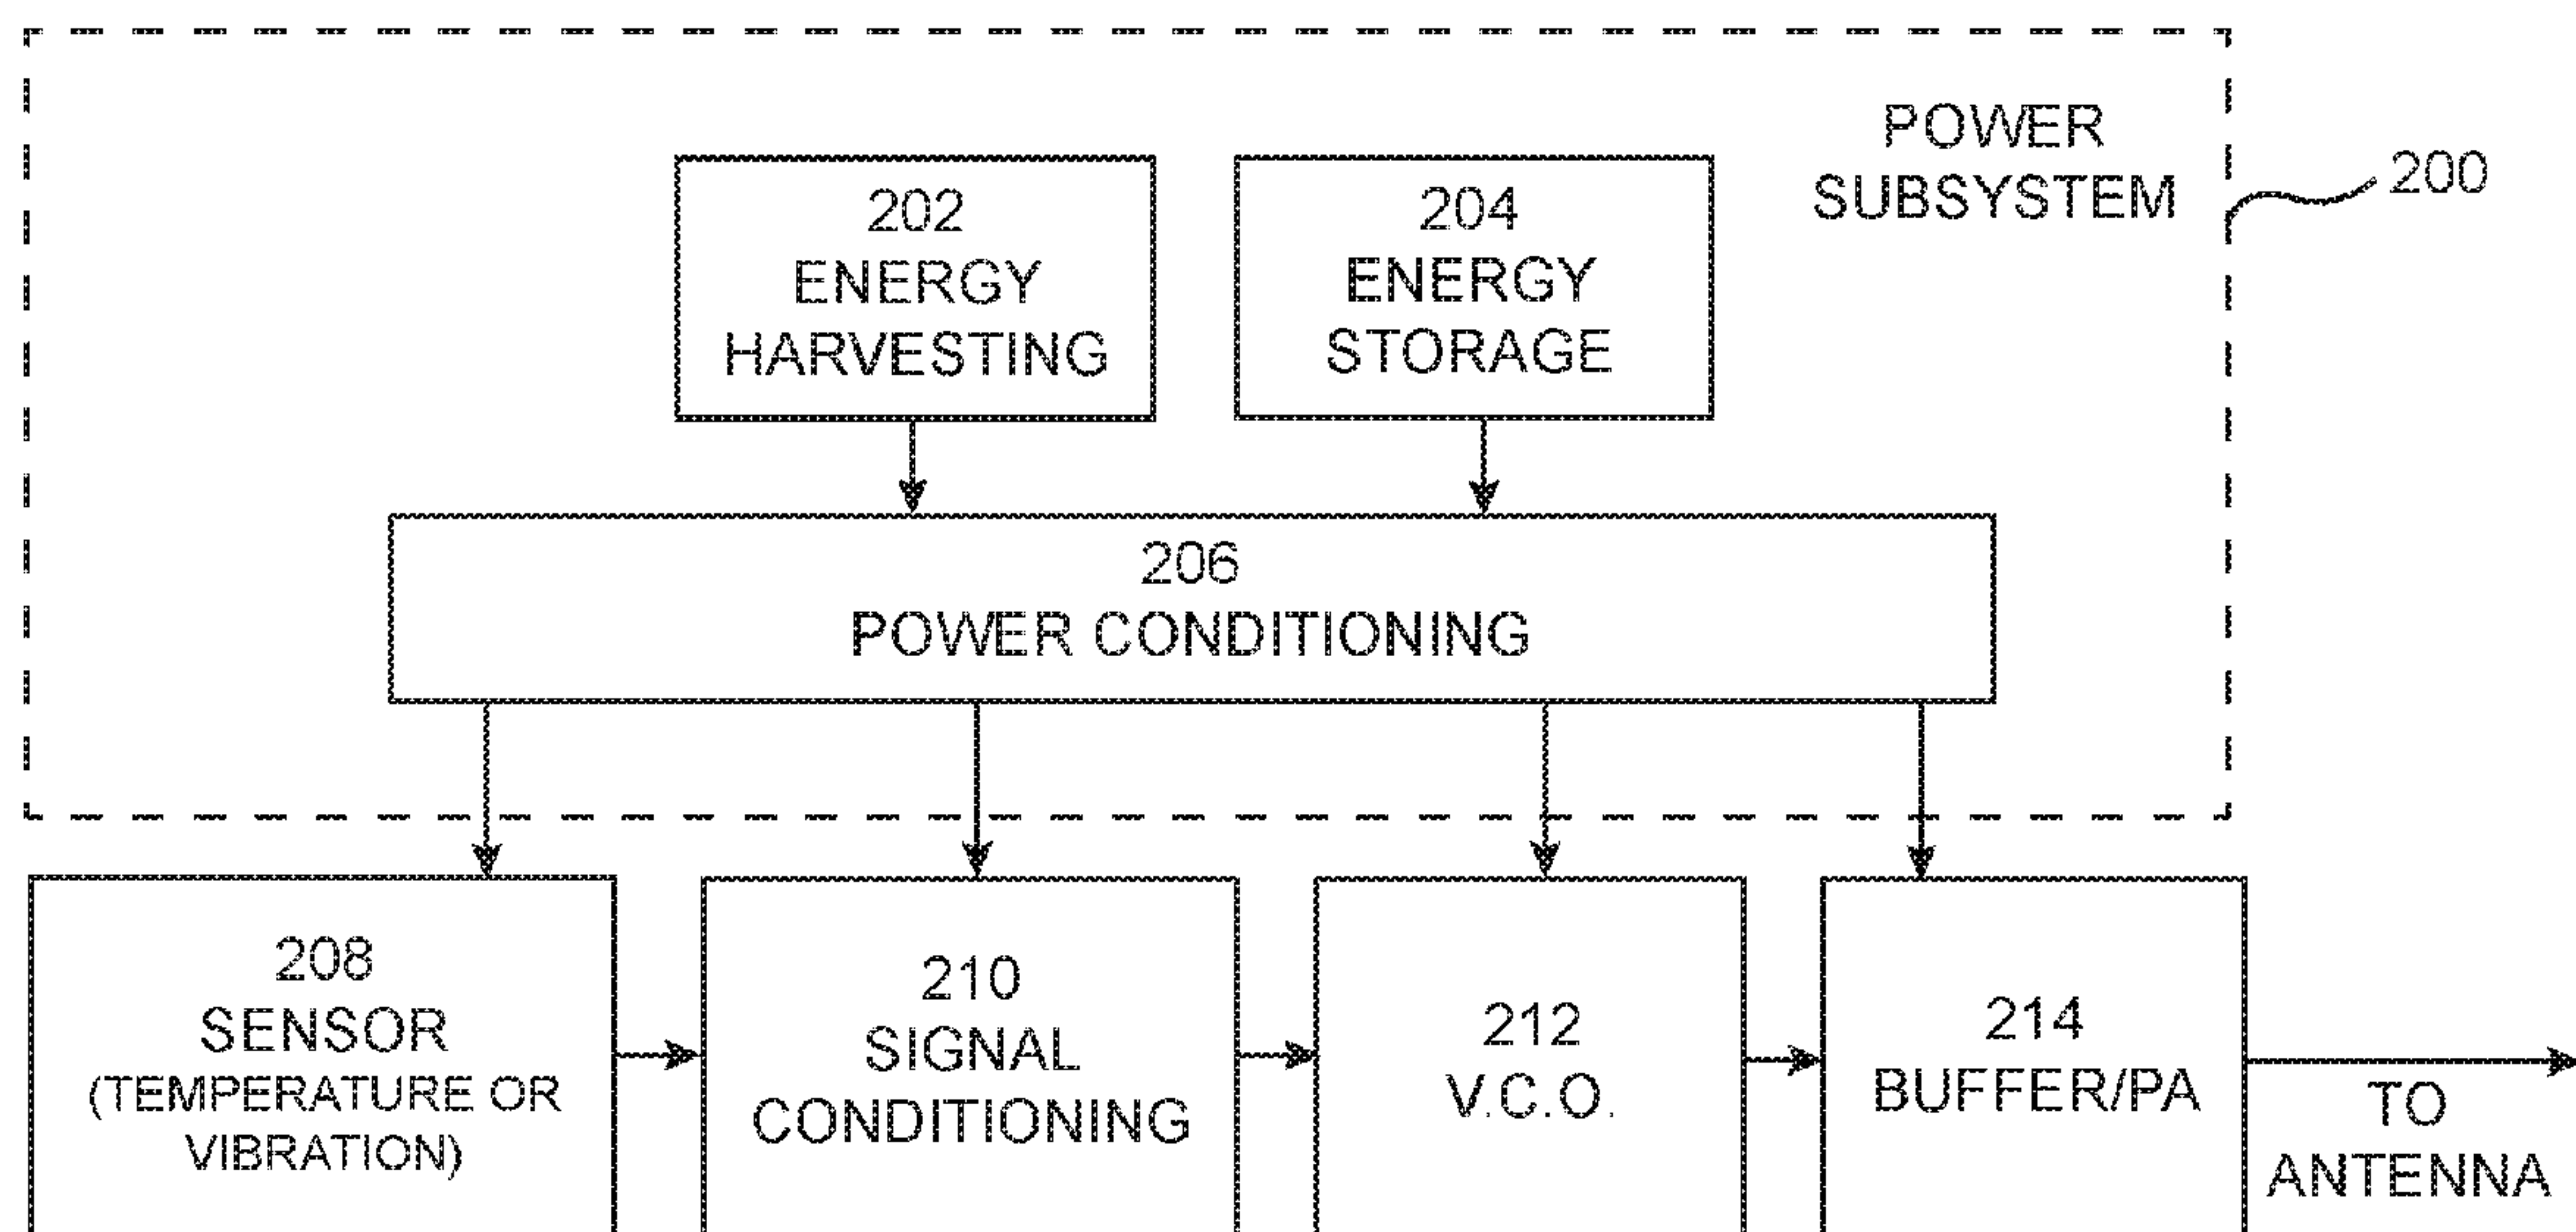 POWER
SUBSYSTEM
200
202
ENERGY
HARVESTING
204
ENERGY
STORAGE
206
POWER CONDITIONING
208
SENSOR
(TEMPERATURE OR
VIBRATION)
210
SIGNAL
CONDITIONING
212
V.C.O.
214
BUFFER/PA
TO
ANTENNA